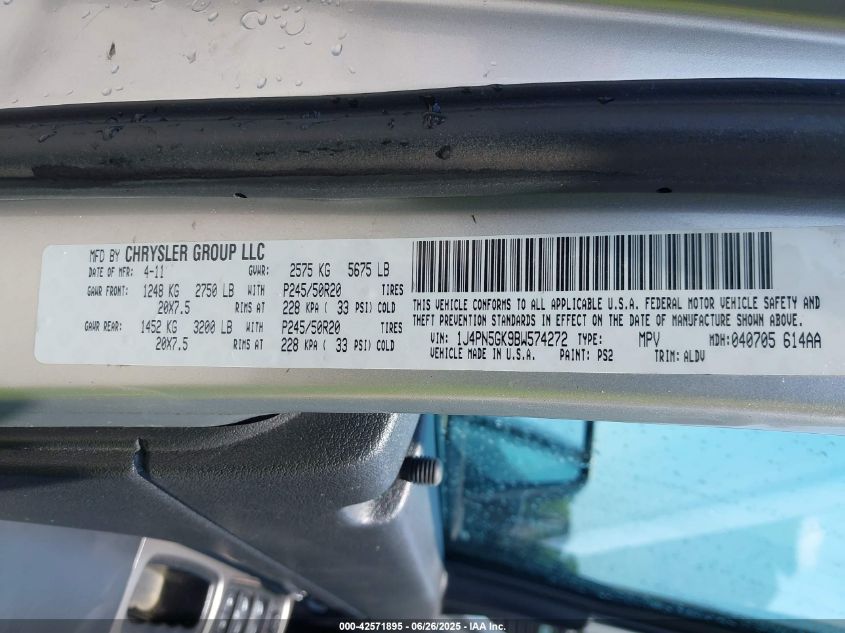 MFD BY CHRYSLER GROUP LLC
DATE OF MFR: 4-11 GVWR: 2575 KG 5675 LB
GAWR FRONT: 1248 KG 2750 LB WITH P245/50R20 TIRES
20X7.5 RIMS AT 228 KPA ( 33 PSI) COLD
GAWR REAR: 1452 KG 3200 LB WITH P245/50R20 TIRES
20X7.5 RIMS AT 228 KPA ( 33 PSI) COLD
THIS VEHICLE CONFORMS TO ALL APPLICABLE U.S.A. FEDERAL MOTOR VEHICLE SAFETY AND
THEFT PREVENTION STANDARDS IN EFFECT ON THE DATE OF MANUFACTURE SHOWN ABOVE.
VIN: 1J4PN5GK9BW574272 TYPE: MPV MDH: 040705 614AA
VEHICLE MADE IN U.S.A. PAINT: PS2 TRIM: ALDV
000-42571895 - 06/26/2025 - IAA -